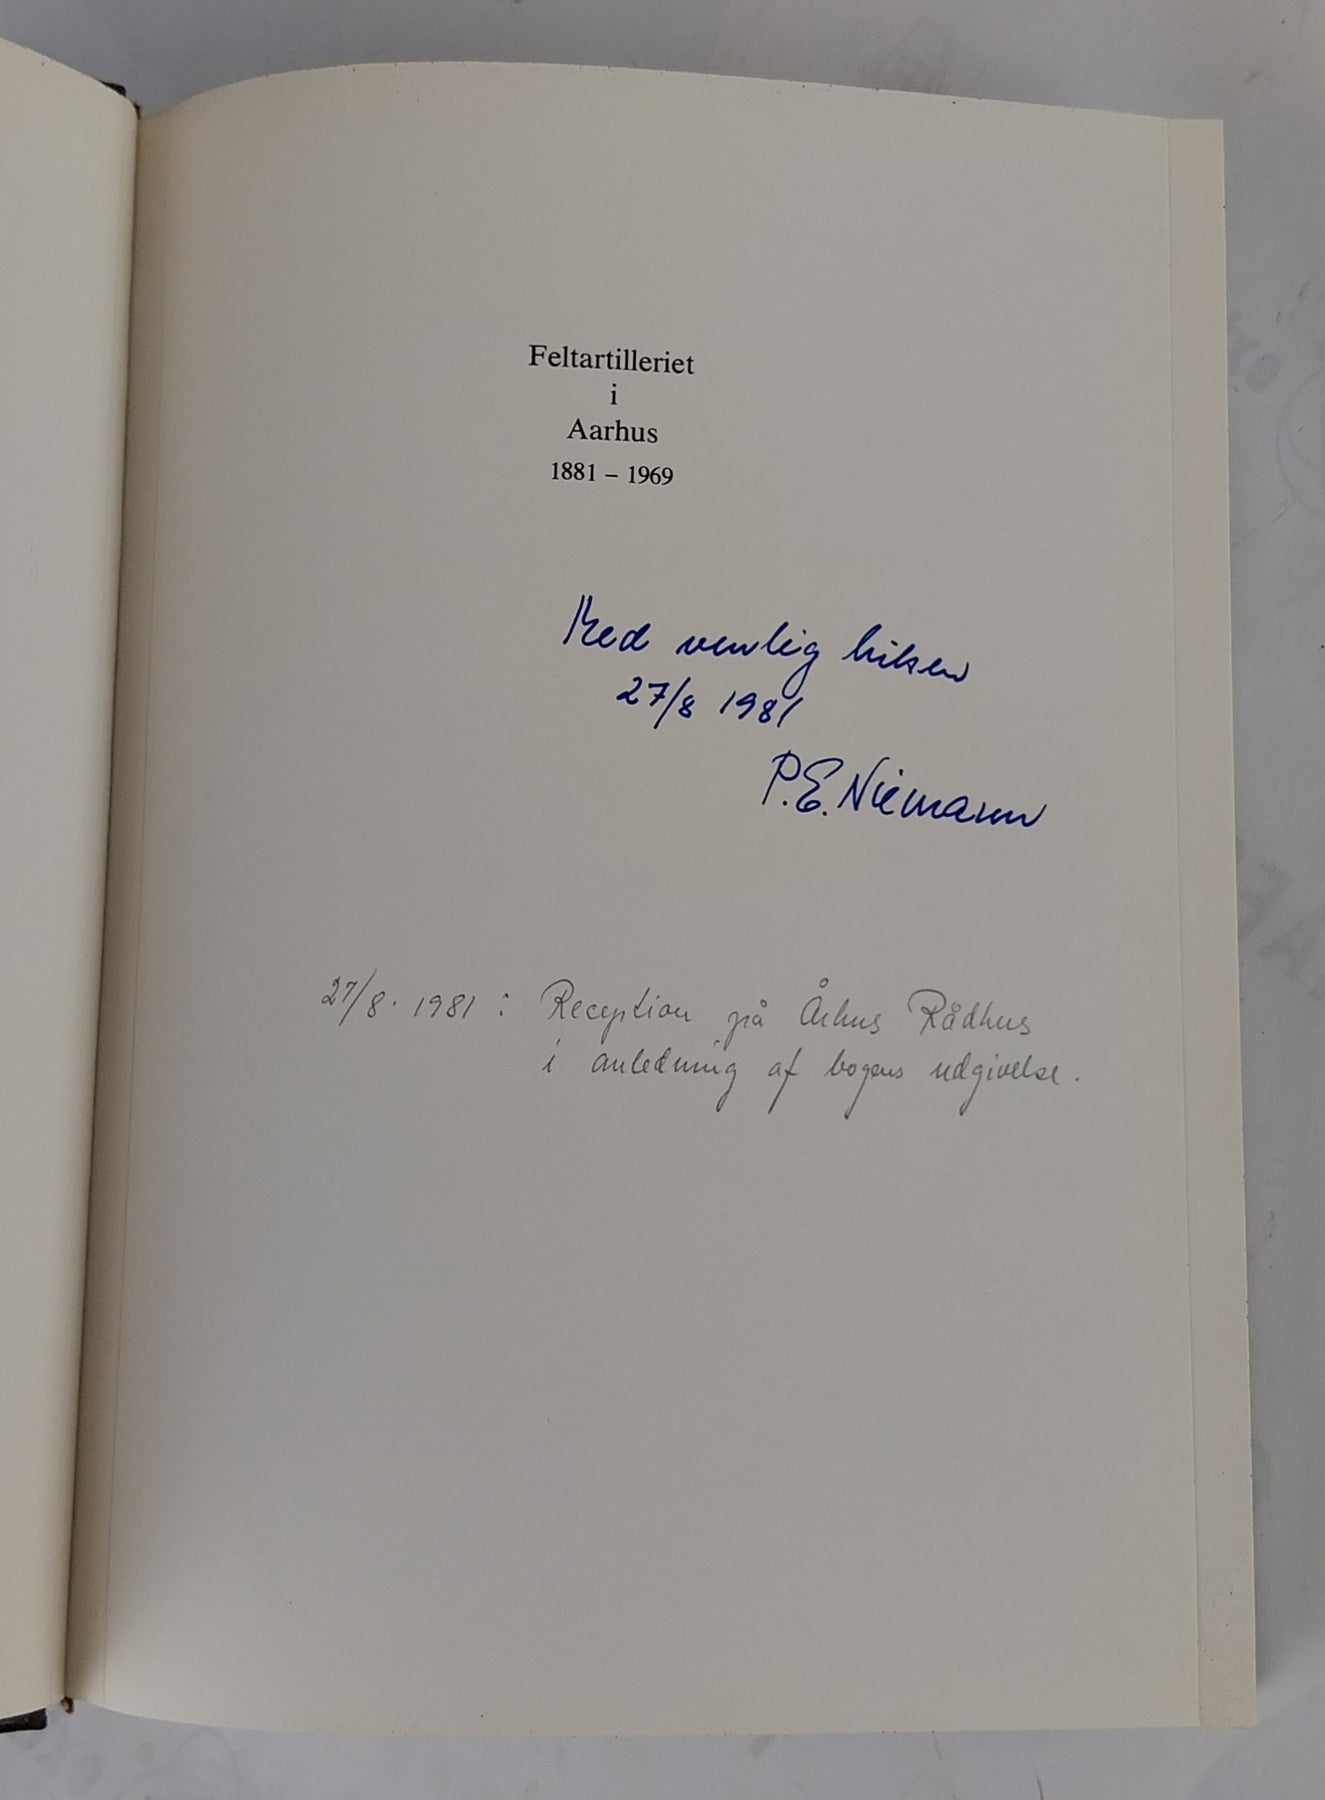 Feltartilleriet
i
Aarhus
1881 – 1969
Med venlig hilsen
27/8 1981
P.E. Niemann
27/8. 1981 : Reception på Århus Rådhus
i anledning af bogens udgivelse.